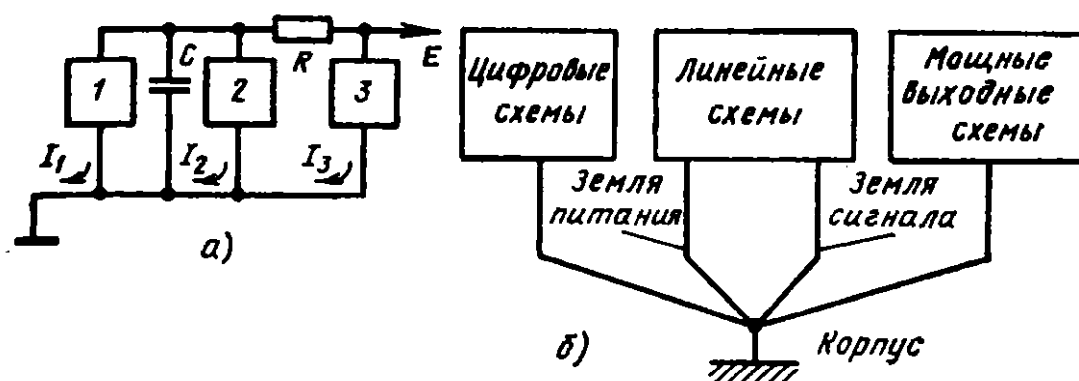 C
R
E
1
2
3
I₁
I₂
I₃
а)
Цифровые
схемы
Линейные
схемы
Мощные
выходные
схемы
Земля
питания
Земля
сигнала
б)
Корпус